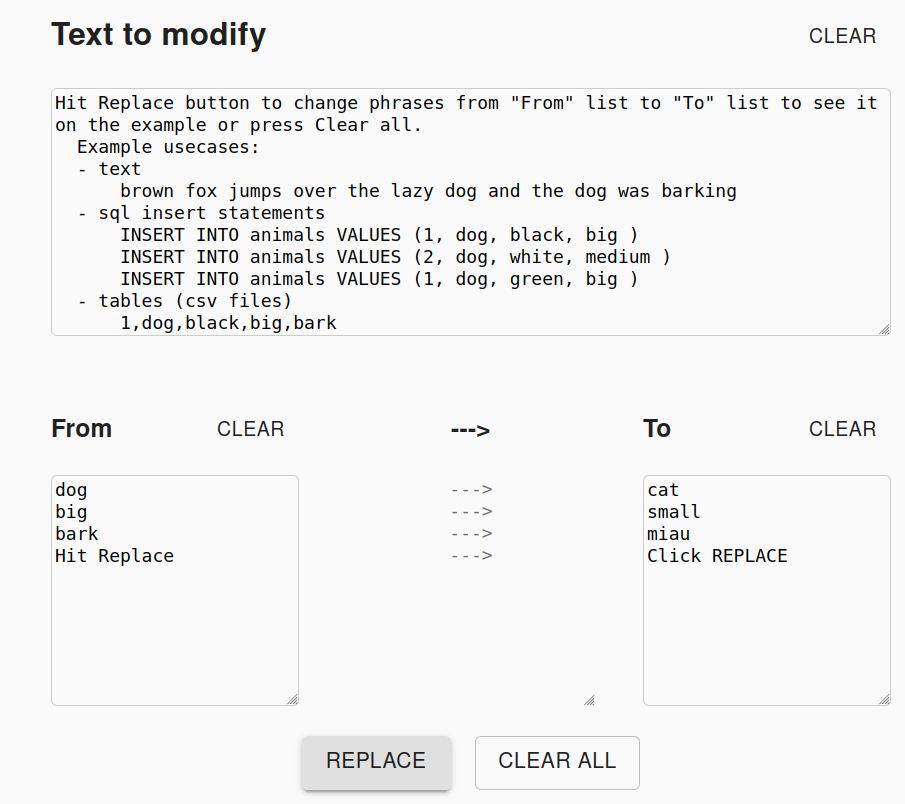 Text to modify
CLEAR
Hit Replace button to change phrases from "From" list to "To" list to see it
on the example or press Clear all.
Example usecases:
- text
brown fox jumps over the lazy dog and the dog was barking
- sql insert statements
INSERT INTO animals VALUES (1, dog, black, big )
INSERT INTO animals VALUES (2, dog, white, medium )
INSERT INTO animals VALUES (1, dog, green, big )
- tables (csv files)
1,dog,black,big,bark
From
CLEAR
--->
To
CLEAR
dog
big
bark
Hit Replace
--->
--->
--->
--->
cat
small
miau
Click REPLACE
REPLACE
CLEAR ALL